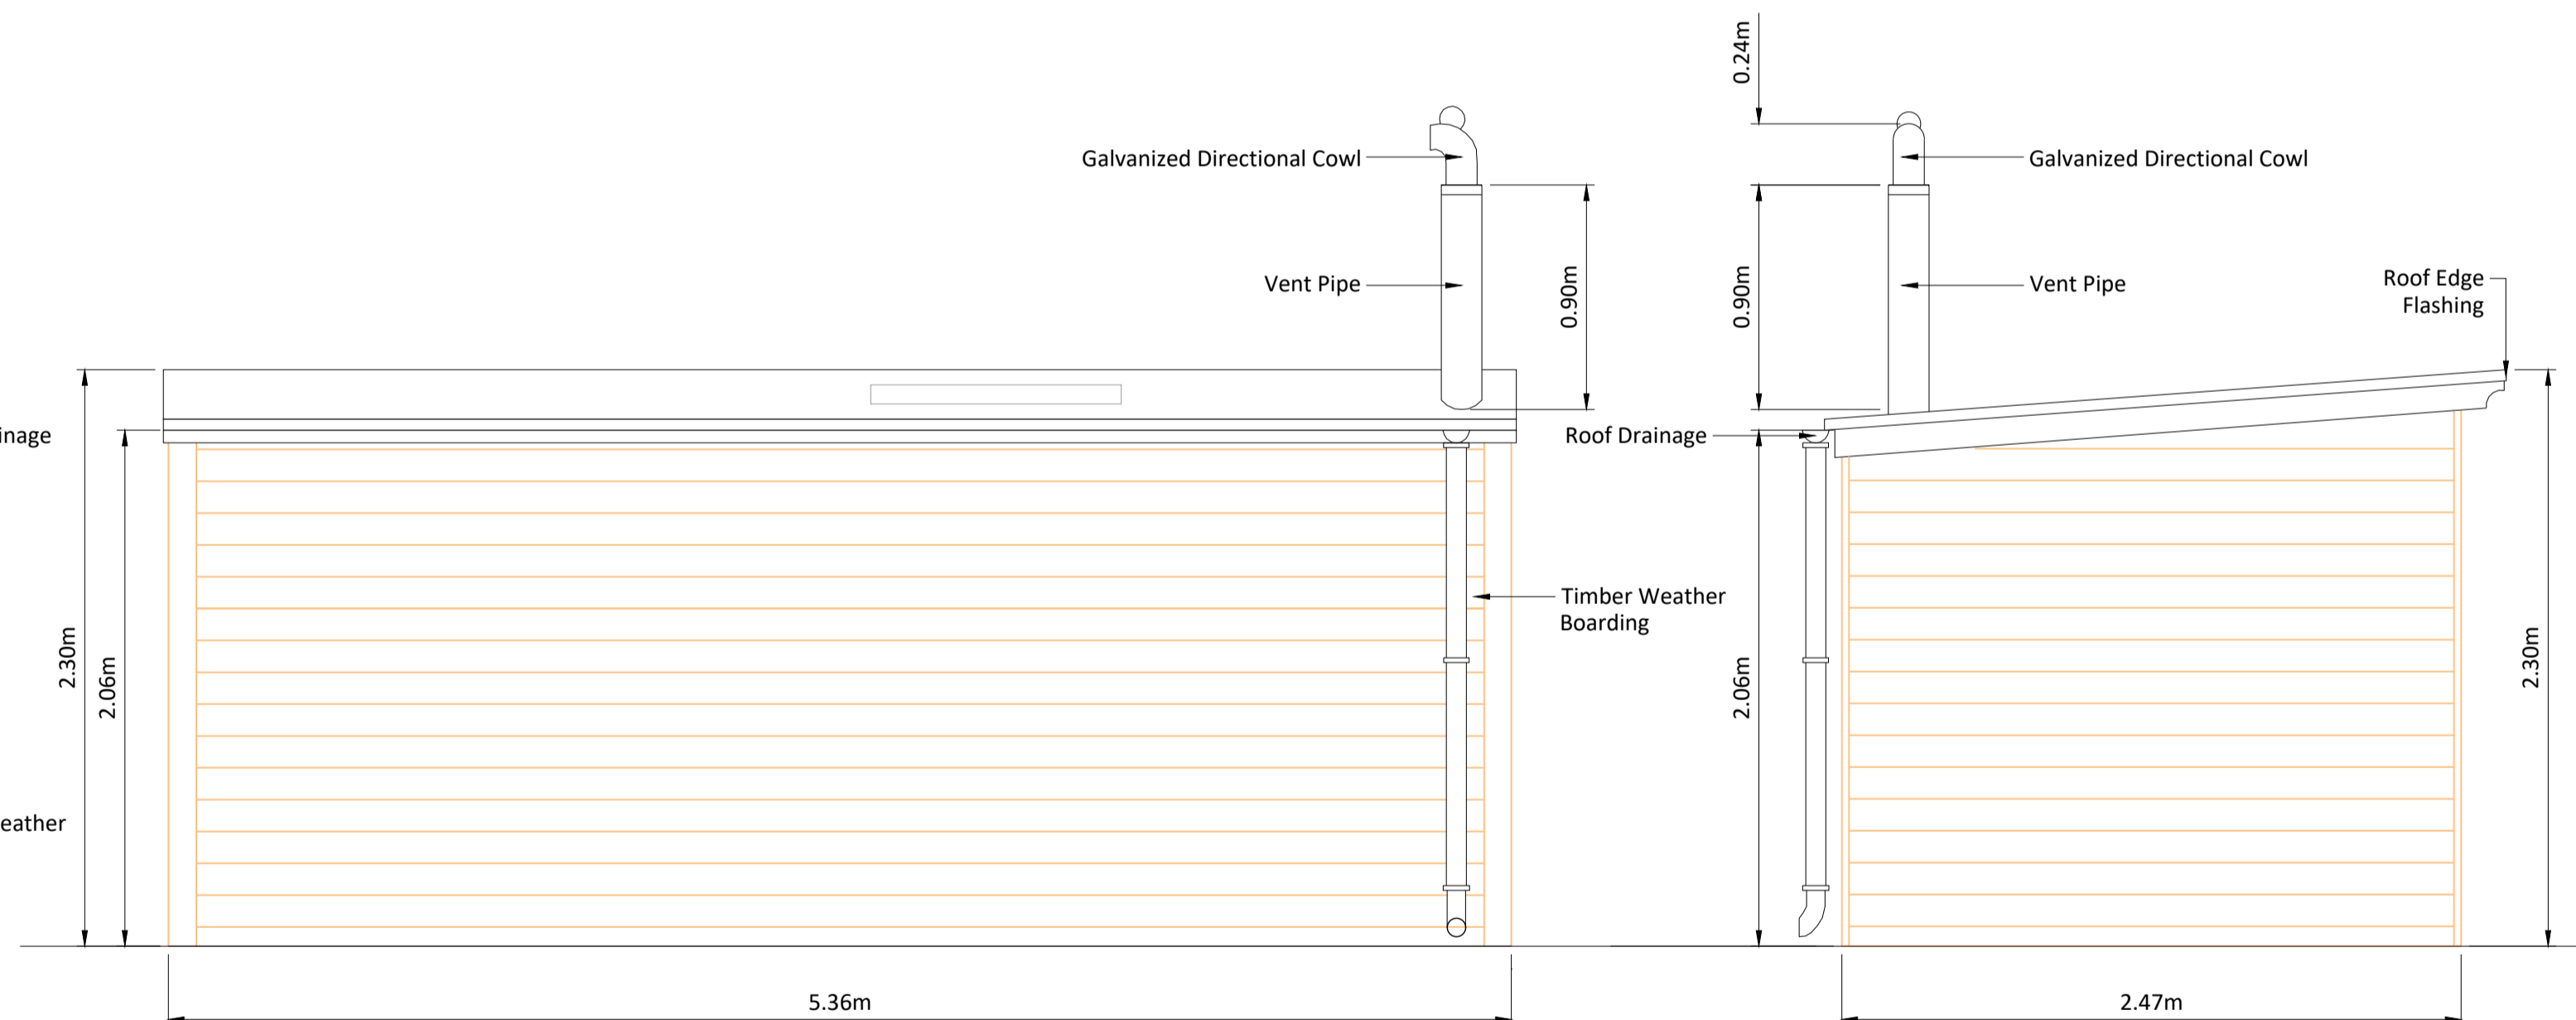 0.24m
Galvanized Directional Cowl
Galvanized Directional Cowl
Vent Pipe
0.90m
0.90m
Vent Pipe
Roof Edge
Flashing
inage
Roof Drainage
Timber Weather
Boarding
2.30m
2.06m
2.06m
2.30m
eather
5.36m
2.47m